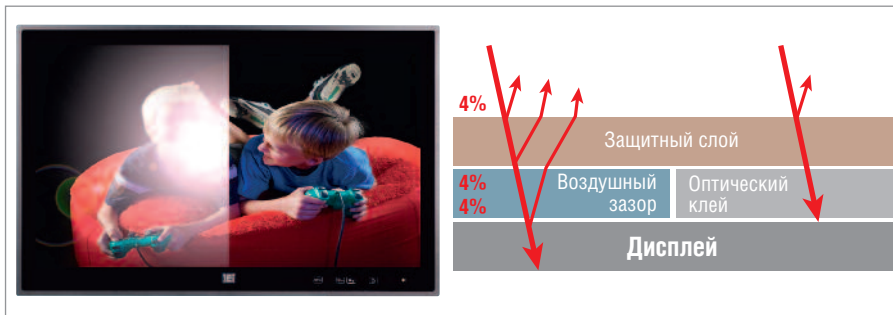 4%
Защитный слой
4%
4%
Воздушный
зазор
Оптический
клей
Дисплей